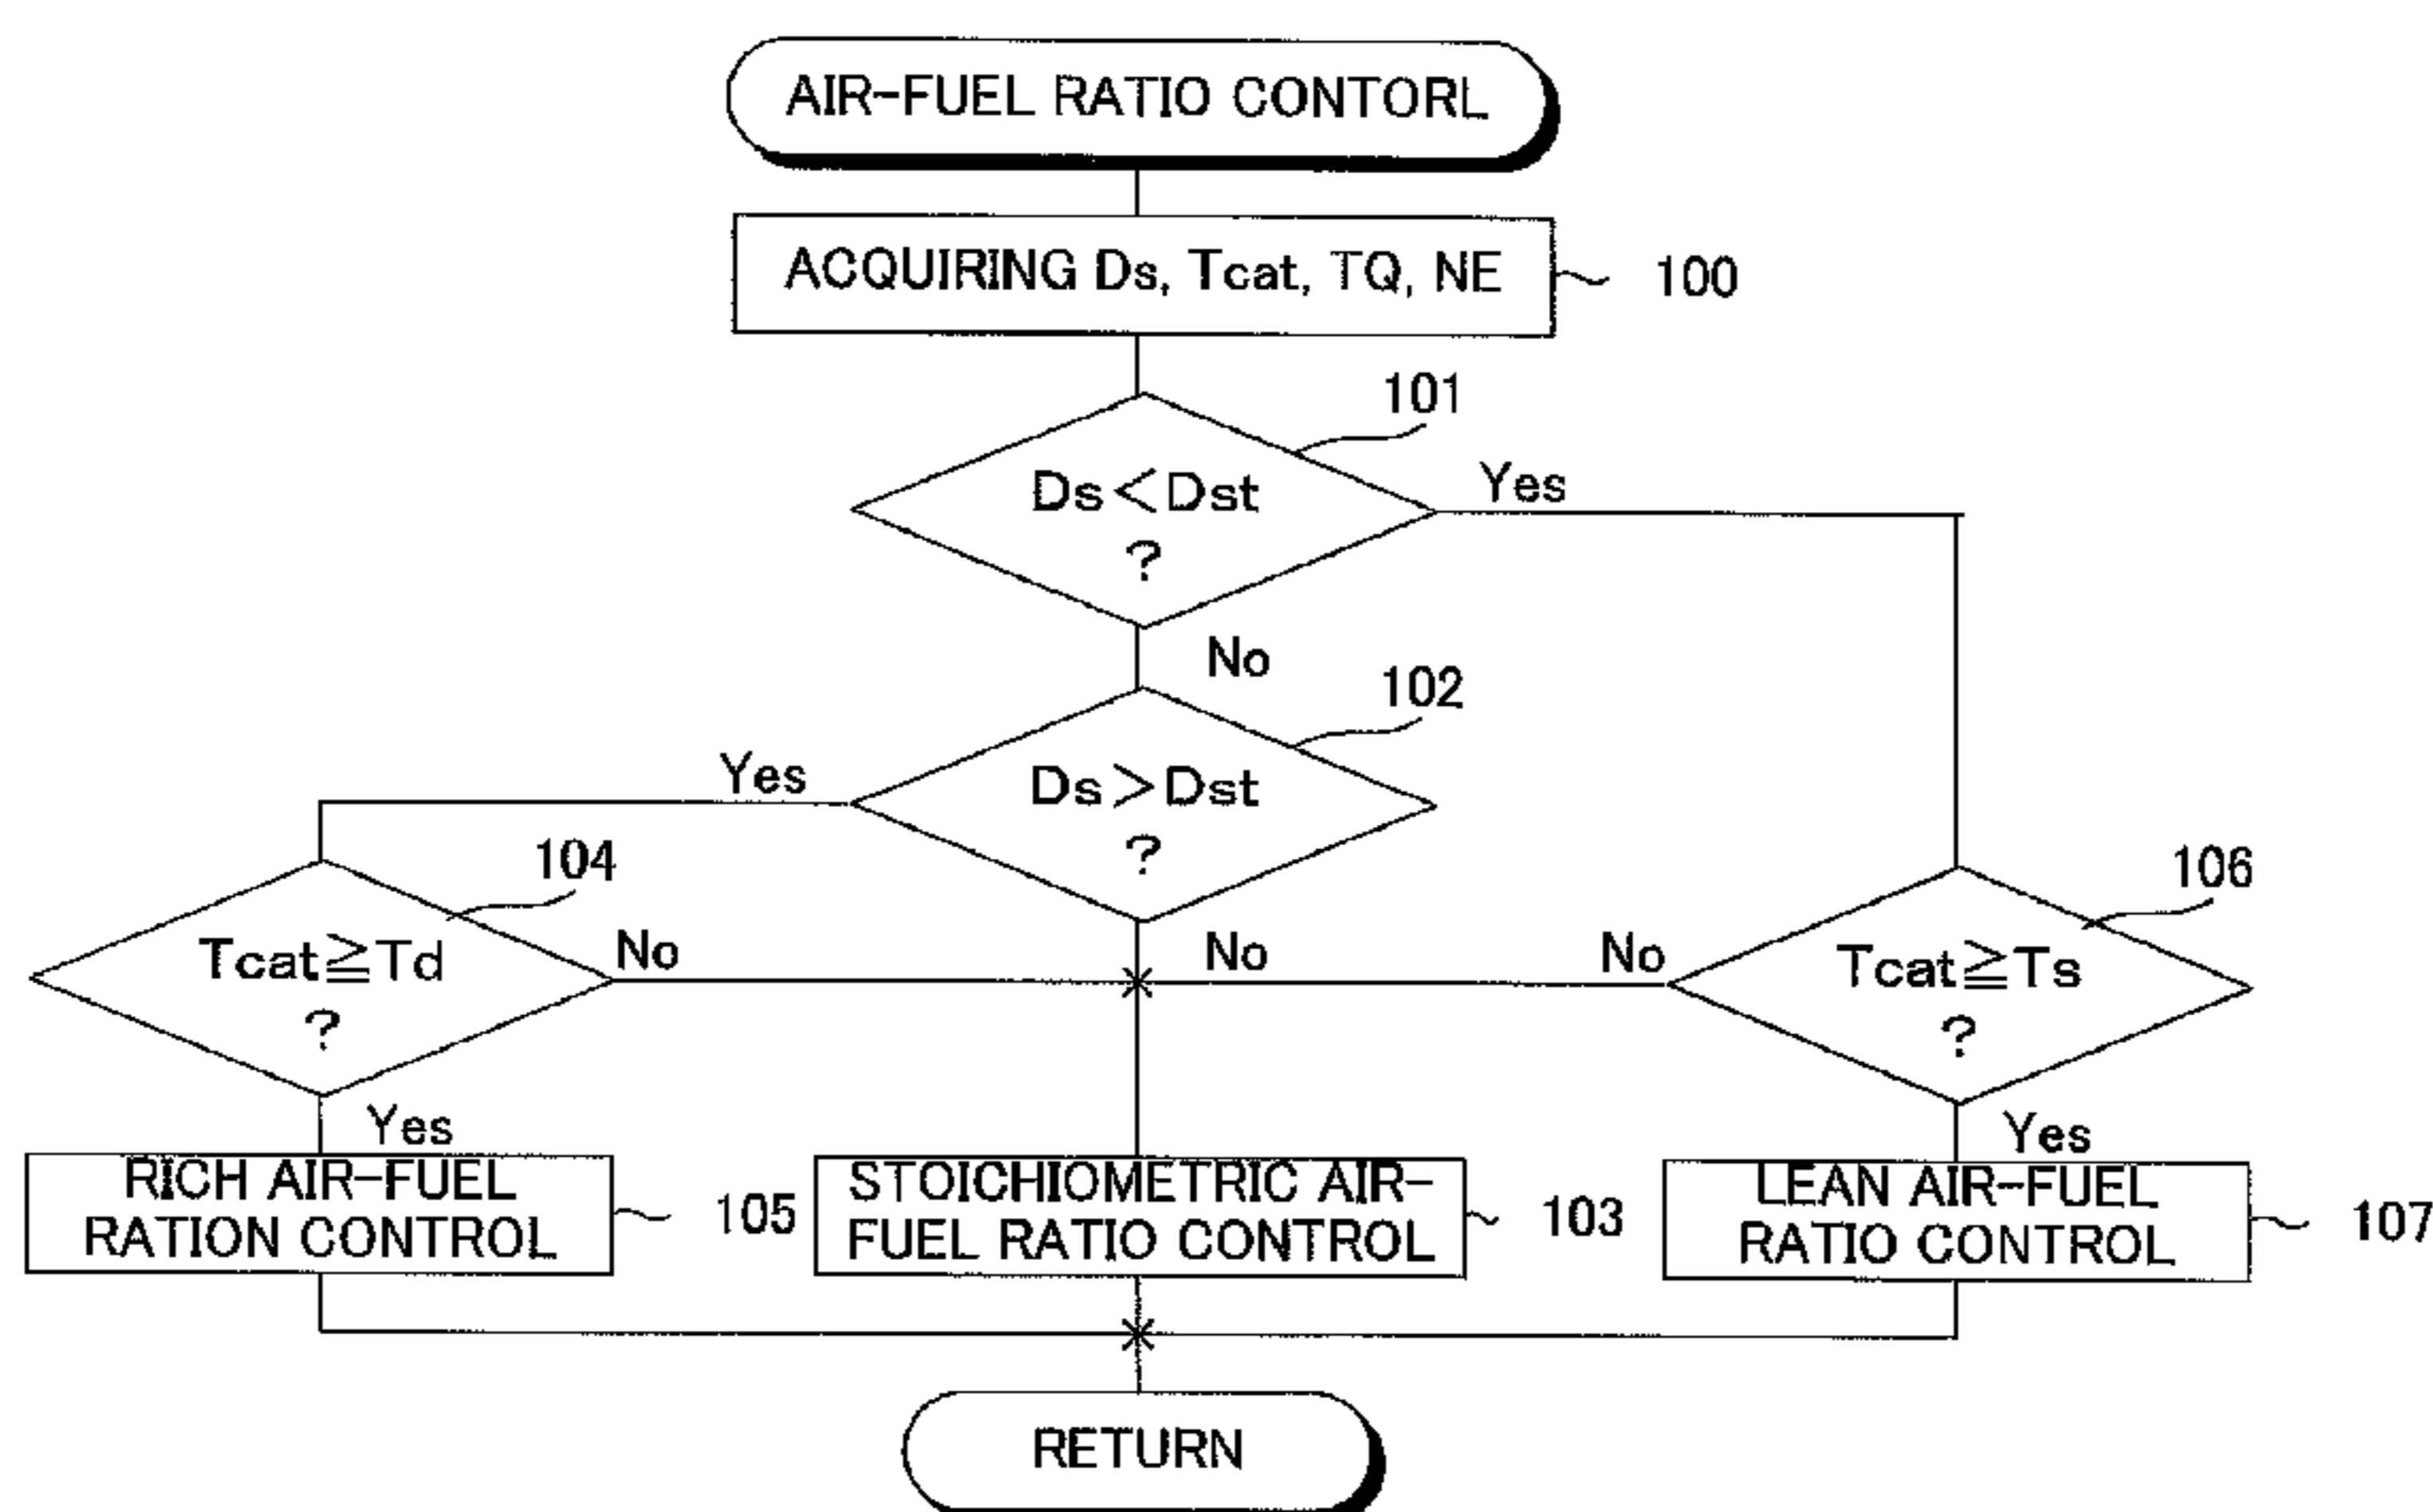 AIR-FUEL RATIO CONTORL
ACQUIRING Ds, Tcat, TQ, NE
100
101
Ds<Dst
?
Yes
No
102
Ds>Dst
?
Yes
No
104
Tcat≧Td
?
No
Yes
106
Tcat≧Ts
?
No
Yes
RICH AIR-FUEL
RATION CONTROL
105
STOICHIOMETRIC AIR-
FUEL RATIO CONTROL
103
LEAN AIR-FUEL
RATIO CONTROL
107
RETURN